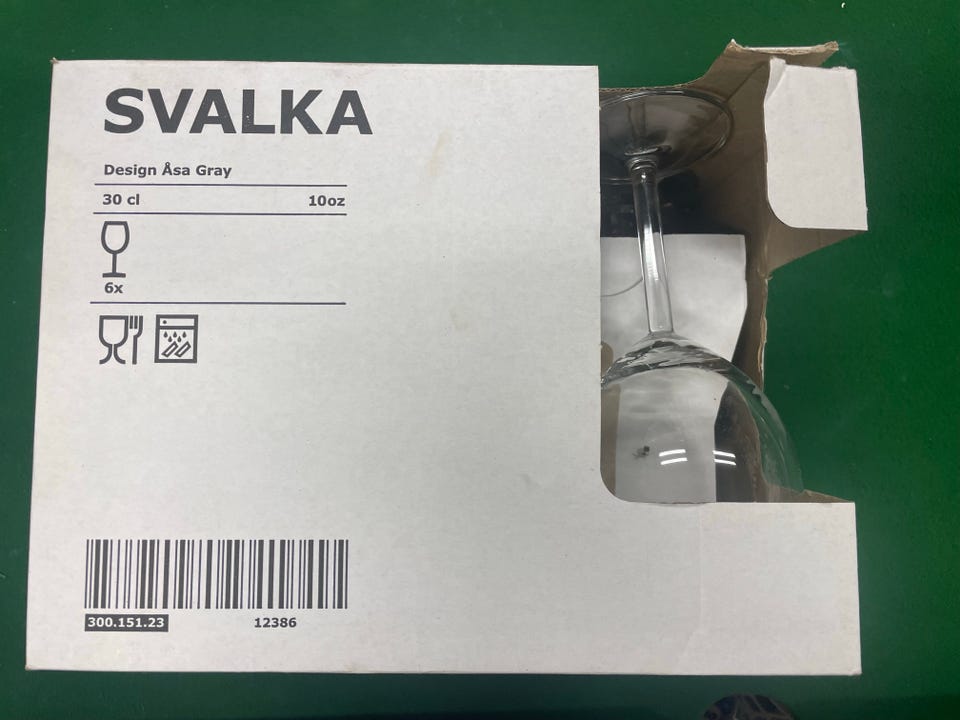 SVALKA
Design Åsa Gray
30 cl 10oz
6x
300.151.23 12386